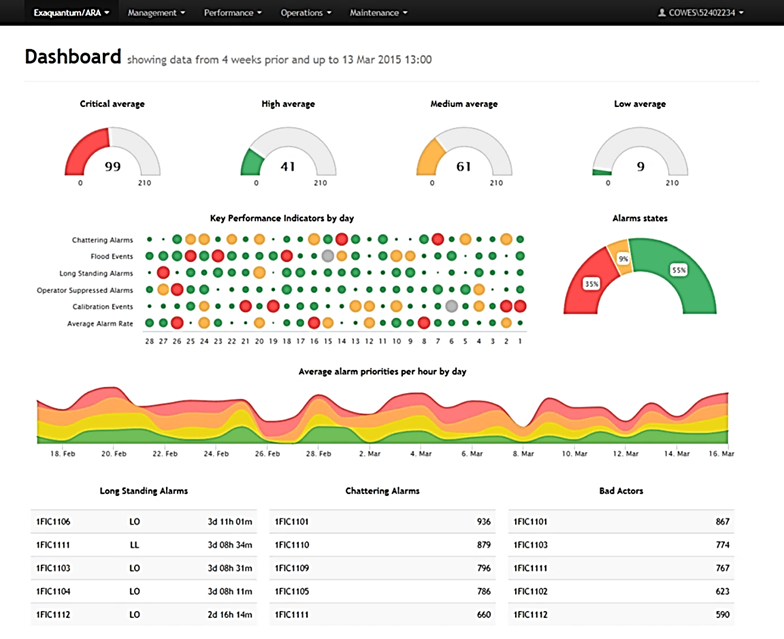 Exaquantum/ARA Management Performance Operations Maintenance COWES\52402234
Dashboard showing data from 4 weeks prior and up to 13 Mar 2015 13:00
Critical average High average Medium average Low average
99 41 61 9
0 210 0 210 0 210 0 210
Key Performance Indicators by day Alarms states
Chattering Alarms
Flood Events
Long Standing Alarms
Operator Suppressed Alarms
Calibration Events
Average Alarm Rate
28 27 26 25 24 23 22 21 20 19 18 17 16 15 14 13 12 11 10 9 8 7 6 5 4 3 2 1
35% 9% 55%
Average alarm priorities per hour by day
18. Feb 20. Feb 22. Feb 24. Feb 26. Feb 28. Feb 2. Mar 4. Mar 6. Mar 8. Mar 10. Mar 12. Mar 14. Mar 16. Mar
Long Standing Alarms Chattering Alarms Bad Actors
1FIC1106 LO 3d 11h 01m 1FIC1101 936 1FIC1101 867
1FIC1111 LL 3d 08h 34m 1FIC1110 879 1FIC1103 774
1FIC1103 LO 3d 08h 31m 1FIC1109 796 1FIC1111 767
1FIC1104 LO 3d 08h 11m 1FIC1105 786 1FIC1102 623
1FIC1112 LO 2d 16h 14m 1FIC1111 660 1FIC1112 590